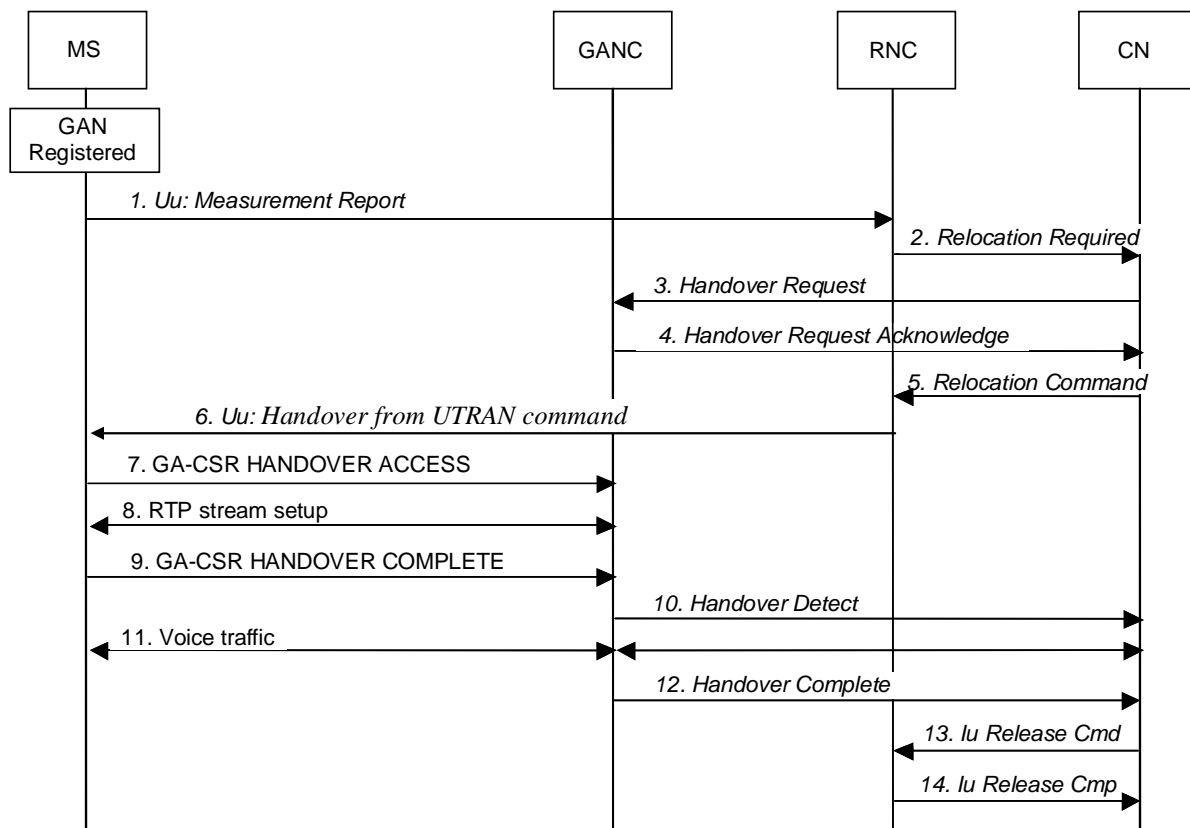 MS
GANC
RNC
CN
GAN
Registered
1. Uu: Measurement Report
2. Relocation Required
3. Handover Request
4. Handover Request Acknowledge
5. Relocation Command
6. Uu: Handover from UTRAN command
7. GA-CSR HANDOVER ACCESS
8. RTP stream setup
9. GA-CSR HANDOVER COMPLETE
10. Handover Detect
11. Voice traffic
12. Handover Complete
13. Iu Release Cmd
14. Iu Release Cmp